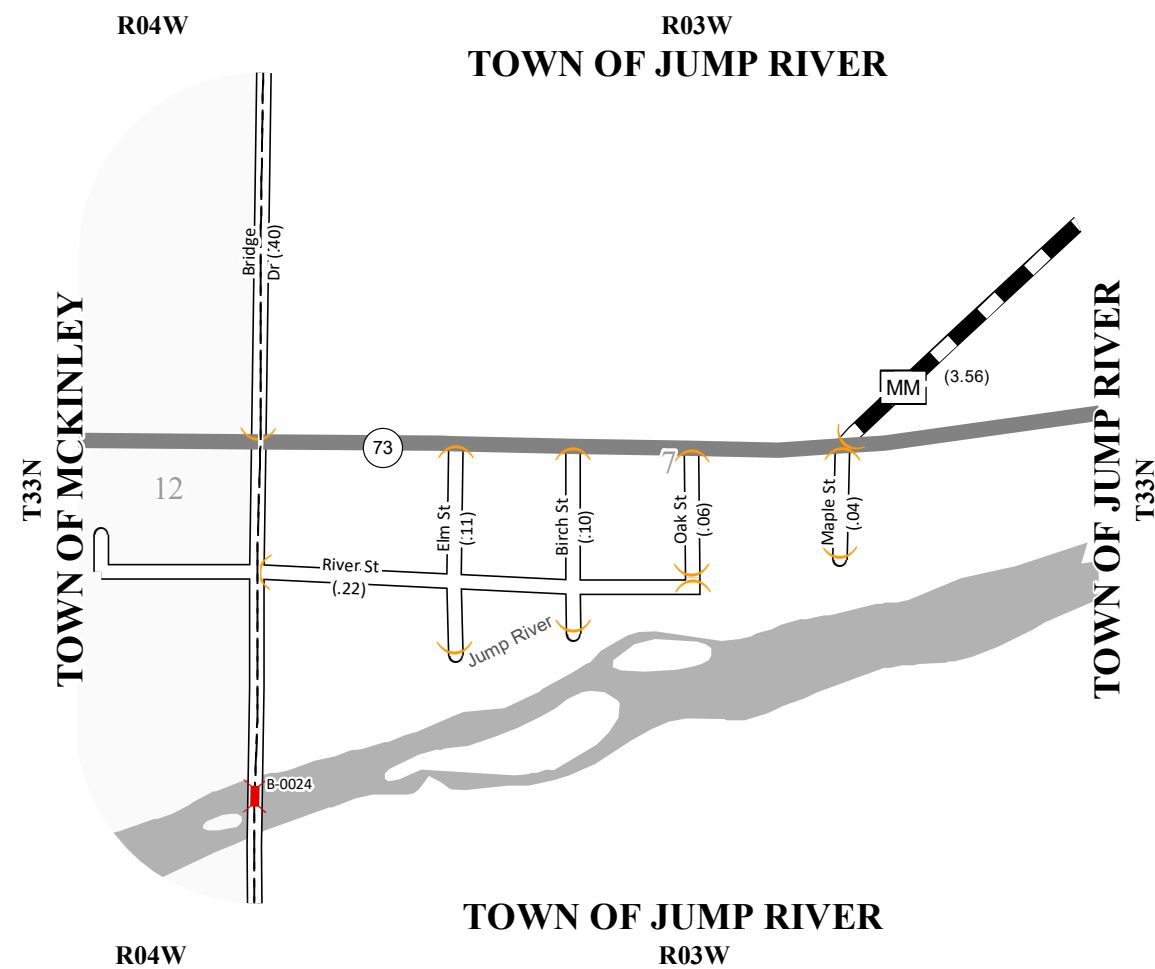 R04W
R03W
TOWN OF JUMP RIVER
Bridge
Dr (.40)
TOWN OF MCKINLEY
T33N
TOWN OF JUMP RIVER
T33N
MM
(3.56)
73
7
12
Elm St
(.11)
Birch St
(.10)
Oak St
(.06)
Maple St
(.04)
River St
(.22)
Jump River
B-0024
TOWN OF JUMP RIVER
R04W
R03W